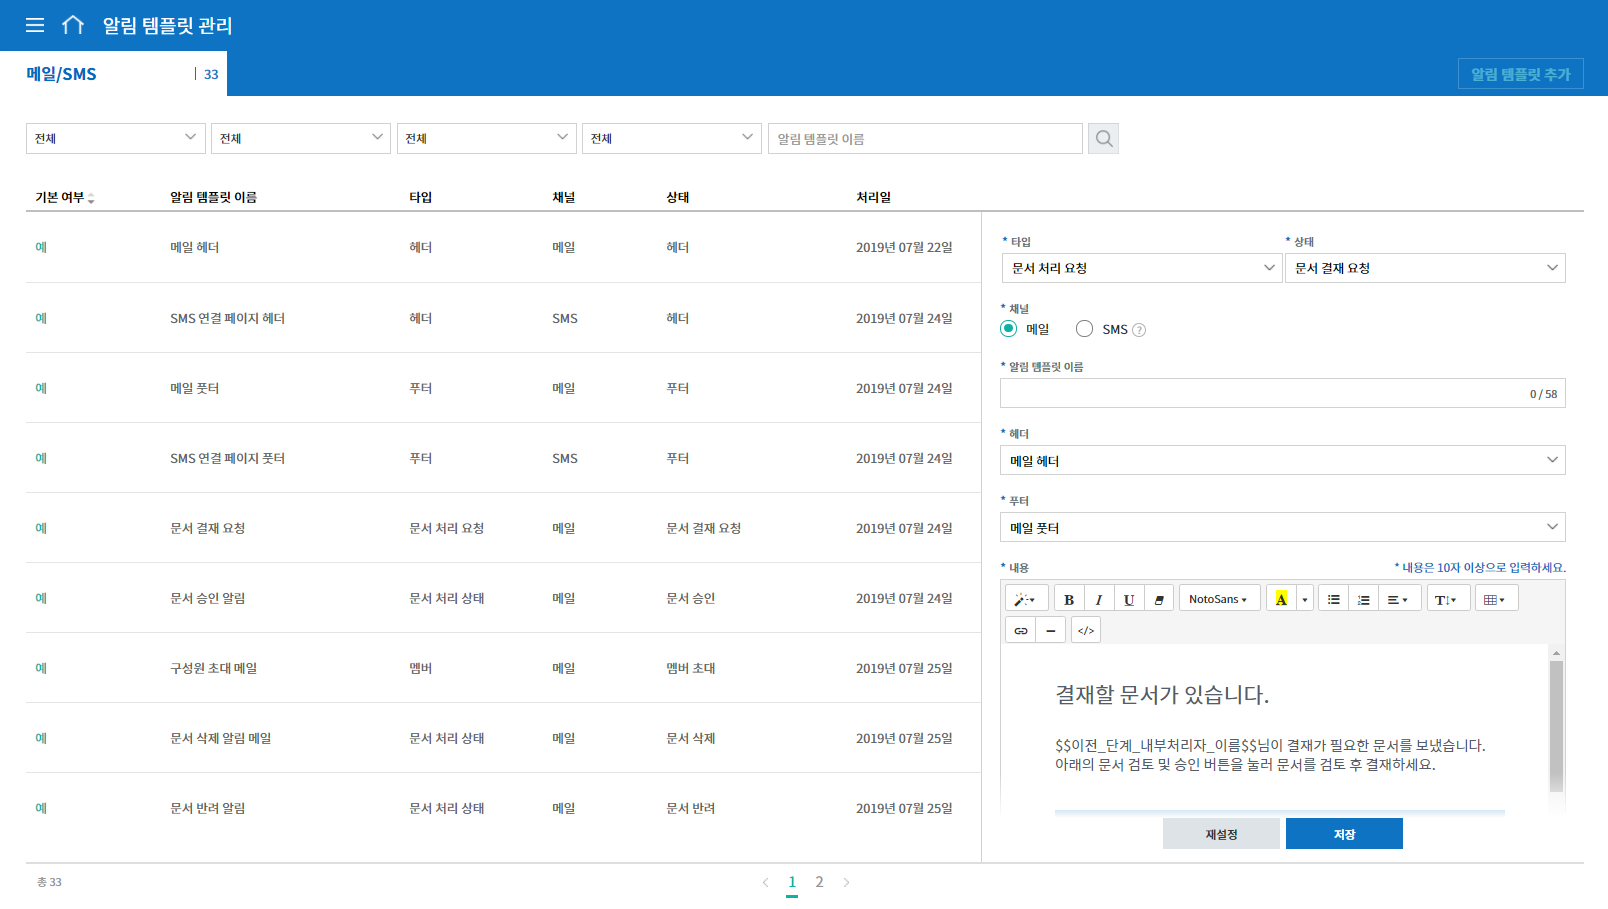 알림 템플릿 관리
메일/SMS | 33
알림 템플릿 추가
전체 전체 전체 전체 알림 템플릿 이름
기본 여부 알림 템플릿 이름 타입 채널 상태 처리일
예 메일 헤더 헤더 메일 헤더 2019년 07월 22일
예 SMS 연결 페이지 헤더 헤더 SMS 헤더 2019년 07월 24일
예 메일 풋터 푸터 메일 푸터 2019년 07월 24일
예 SMS 연결 페이지 풋터 푸터 SMS 푸터 2019년 07월 24일
예 문서 결재 요청 문서 처리 요청 메일 문서 결재 요청 2019년 07월 24일
예 문서 승인 알림 문서 처리 상태 메일 문서 승인 2019년 07월 24일
예 구성원 초대 메일 멤버 메일 멤버 초대 2019년 07월 25일
예 문서 삭제 알림 메일 문서 처리 상태 메일 문서 삭제 2019년 07월 25일
예 문서 반려 알림 문서 처리 상태 메일 문서 반려 2019년 07월 25일
* 타입 * 상태
문서 처리 요청 문서 결재 요청
* 채널
메일 SMS ?
* 알림 템플릿 이름
0 / 58
* 헤더
메일 헤더
* 푸터
메일 풋터
* 내용 * 내용은 10자 이상으로 입력하세요.
B I U NotoSans A T
</>
결재할 문서가 있습니다.
$$이전_단계_내부처리자_이름$$님이 결재가 필요한 문서를 보냈습니다.
아래의 문서 검토 및 승인 버튼을 눌러 문서를 검토 후 결재하세요.
재설정 저장
총 33 < 1 2 >